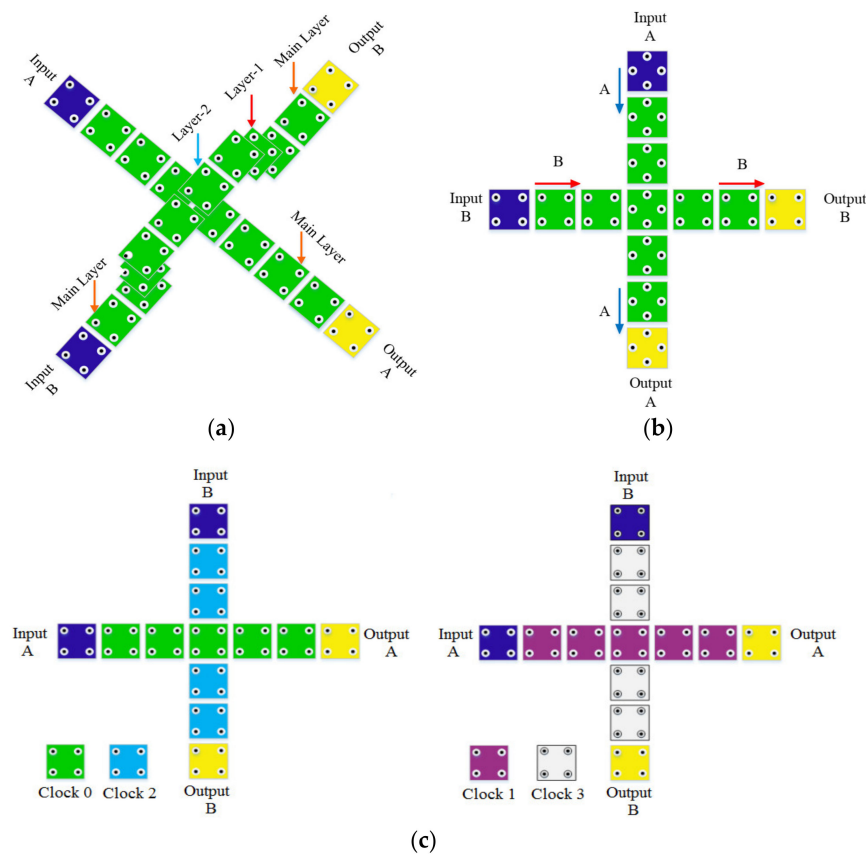 Input
A
Layer-2
Layer-1
Main Layer
Output
B
Main Layer
Main Layer
Input
B
Output
A
(a)
Input
A
A
B
B
Input
B
Output
B
A
Output
A
(b)
Input
B
Input
A
Output
A
Clock 0
Clock 2
Output
B
Input
B
Input
A
Output
A
Clock 1
Clock 3
Output
B
(c)